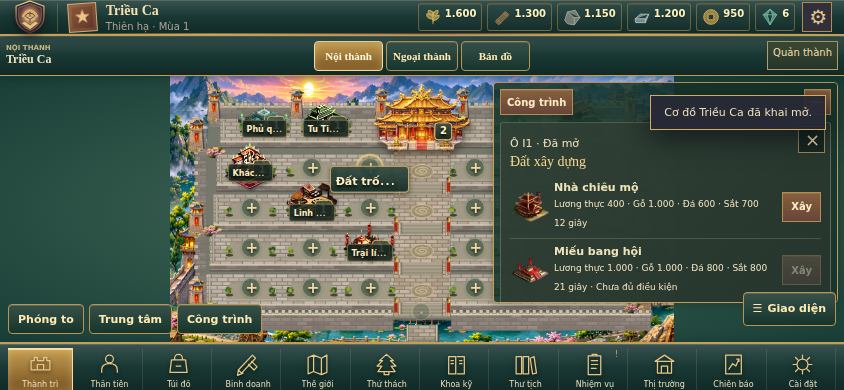 Triều Ca
Thiên hạ · Mùa 1
1.600
1.300
1.150
1.200
950
6
NỘI THÀNH
Triều Ca
Nội thành
Ngoại thành
Bản đồ
Quân thành
Công trình
Cơ đồ Triều Ca đã khai mở.
Phủ q...
Tu Ti...
2
Khác...
Đất trố...
Linh ...
Trại lí...
Ô I1 · Đã mở
Đất xây dựng
Nhà chiêu mộ
Lương thực 400 · Gỗ 1.000 · Đá 600 · Sắt 700
12 giây
Xây
Miếu bang hội
Lương thực 1.000 · Gỗ 1.000 · Đá 800 · Sắt 800
21 giây · Chưa đủ điều kiện
Xây
Phóng to
Trung tâm
Công trình
☰ Giao diện
Thành trì
Thần tiên
Túi đồ
Binh doanh
Thế giới
Thử thách
Khoa kỹ
Thư tịch
Nhiệm vụ
Thị trường
Chiến báo
Cài đặt